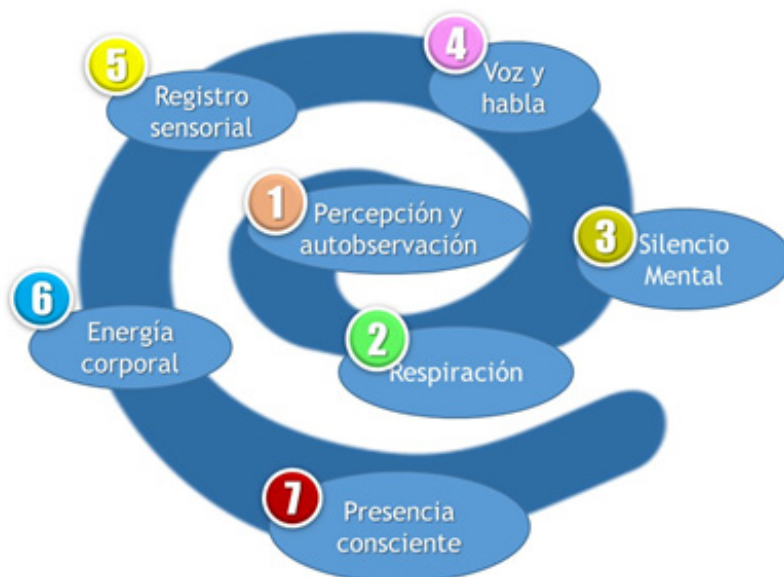 1
Percepción y
autobservación
2
Respiración
3
Silencio
Mental
4
Voz y
habla
5
Registro
sensorial
6
Energía
corporal
7
Presencia
consciente